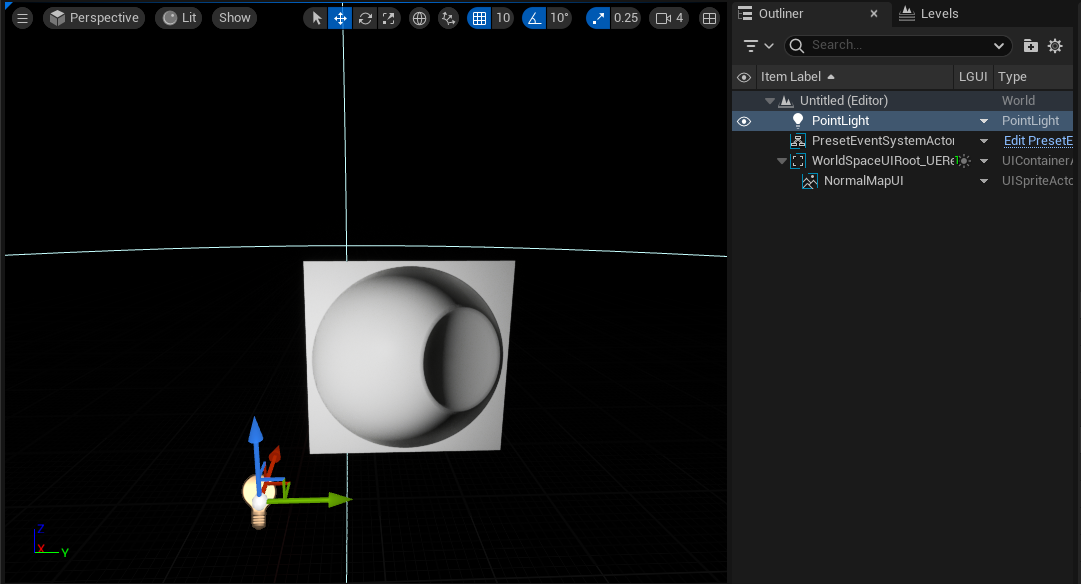 Perspective Lit Show 10 10° 0.25 4
Outliner Levels
Search...
Item Label LGUI Type
Untitled (Editor) World
PointLight PointLight
PresetEventSystemActor Edit PresetE
WorldSpaceUIRoot_UERe UIContainerA
NormalMapUI UISpriteActo
Z
X Y